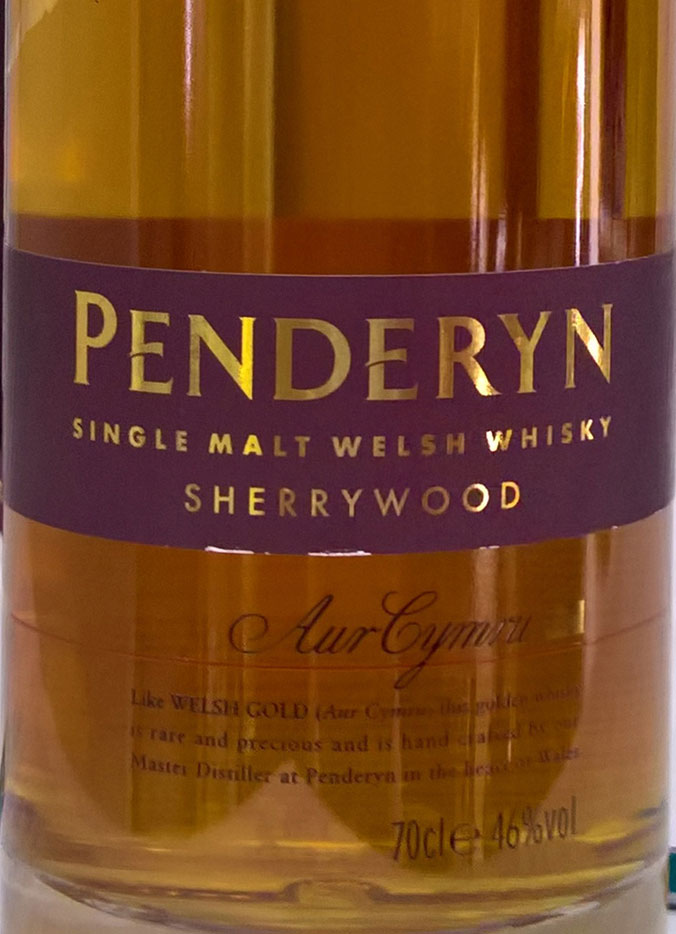 PENDERYN
SINGLE MALT WELSH WHISKY
SHERRYWOOD
Aur Cymru
Like WELSH GOLD (Aur Cymru) this golden whisky
is rare and precious and is hand crafted by our
Master Distiller at Penderyn in the heart of Wales
70cl e 46%vol